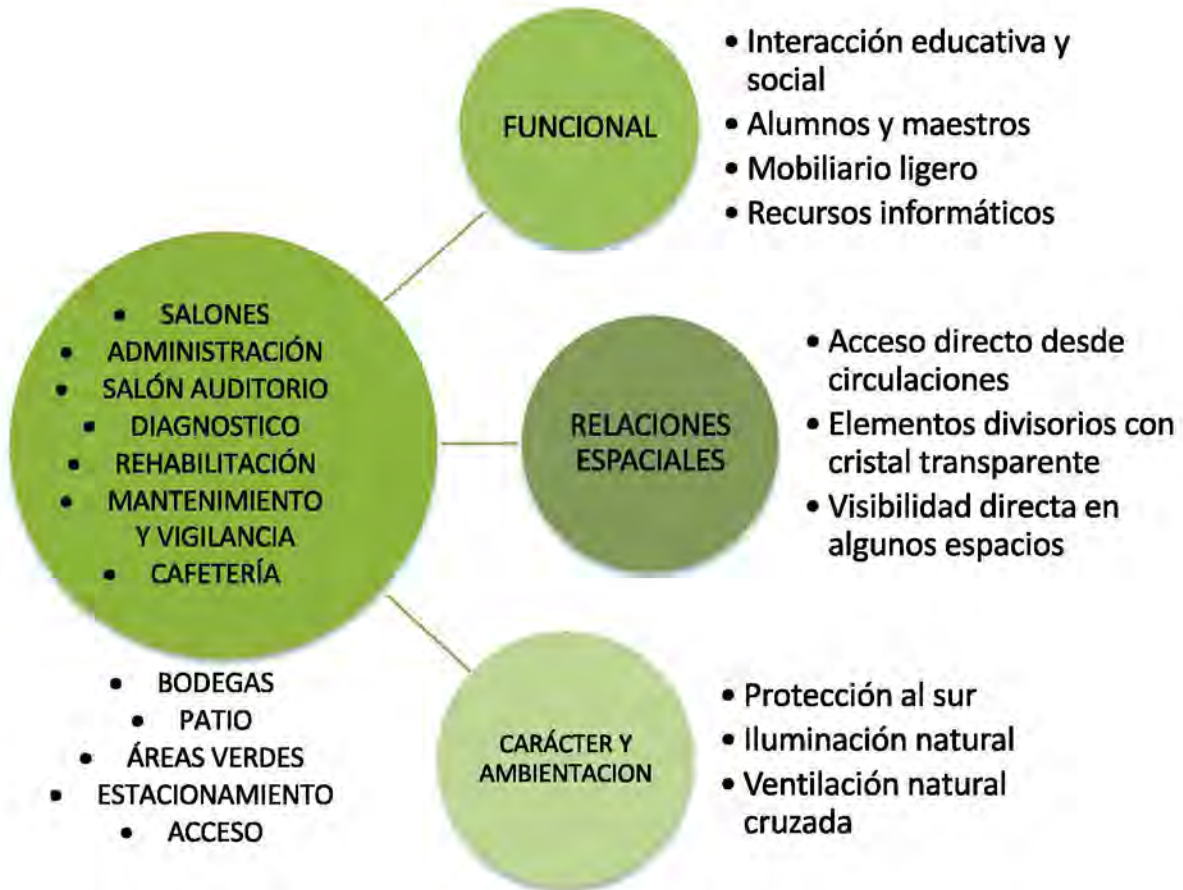 • SALONES
• ADMINISTRACIÓN
• SALÓN AUDITORIO
• DIAGNOSTICO
• REHABILITACIÓN
• MANTENIMIENTO
Y VIGILANCIA
• CAFETERÍA
• BODEGAS
• PATIO
• ÁREAS VERDES
• ESTACIONAMIENTO
• ACCESO
FUNCIONAL
• Interacción educativa y
social
• Alumnos y maestros
• Mobiliario ligero
• Recursos informáticos
RELACIONES
ESPACIALES
• Acceso directo desde
circulaciones
• Elementos divisorios con
cristal transparente
• Visibilidad directa en
algunos espacios
CARÁCTER Y
AMBIENTACION
• Protección al sur
• Iluminación natural
• Ventilación natural
cruzada